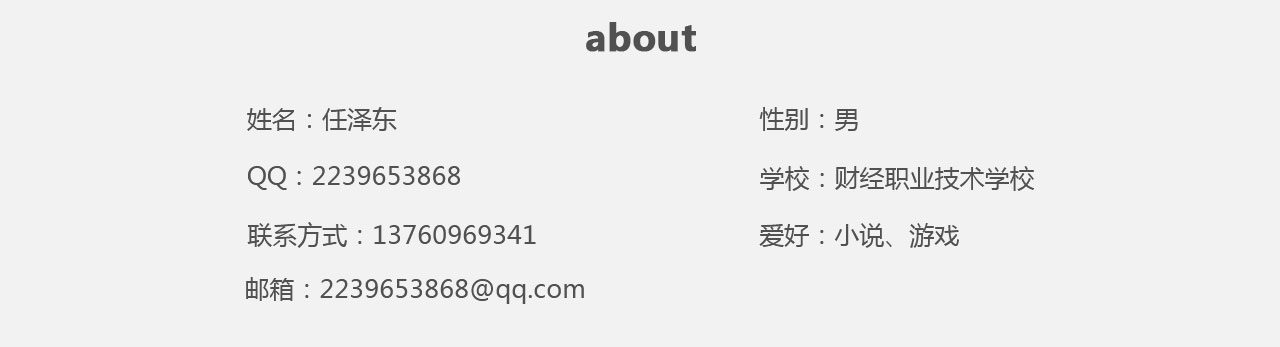 about
姓名：任泽东
性别：男
QQ：2239653868
学校：财经职业技术学校
联系方式：13760969341
爱好：小说、游戏
邮箱：2239653868@qq.com